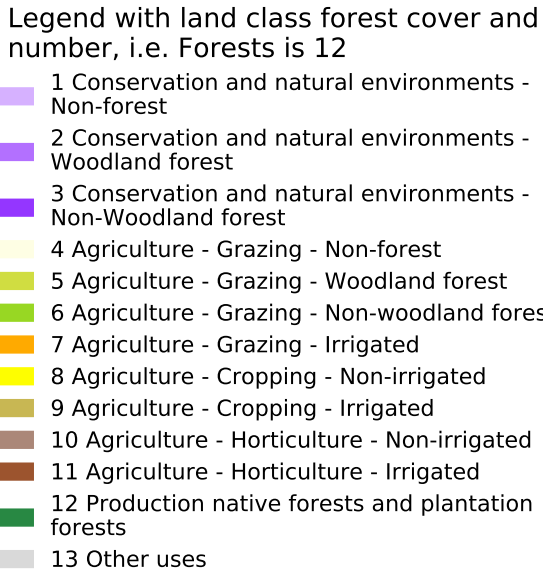 Legend with land class forest cover and
number, i.e. Forests is 12
1 Conservation and natural environments -
Non-forest
2 Conservation and natural environments -
Woodland forest
3 Conservation and natural environments -
Non-Woodland forest
4 Agriculture - Grazing - Non-forest
5 Agriculture - Grazing - Woodland forest
6 Agriculture - Grazing - Non-woodland fores
7 Agriculture - Grazing - Irrigated
8 Agriculture - Cropping - Non-irrigated
9 Agriculture - Cropping - Irrigated
10 Agriculture - Horticulture - Non-irrigated
11 Agriculture - Horticulture - Irrigated
12 Production native forests and plantation
forests
13 Other uses